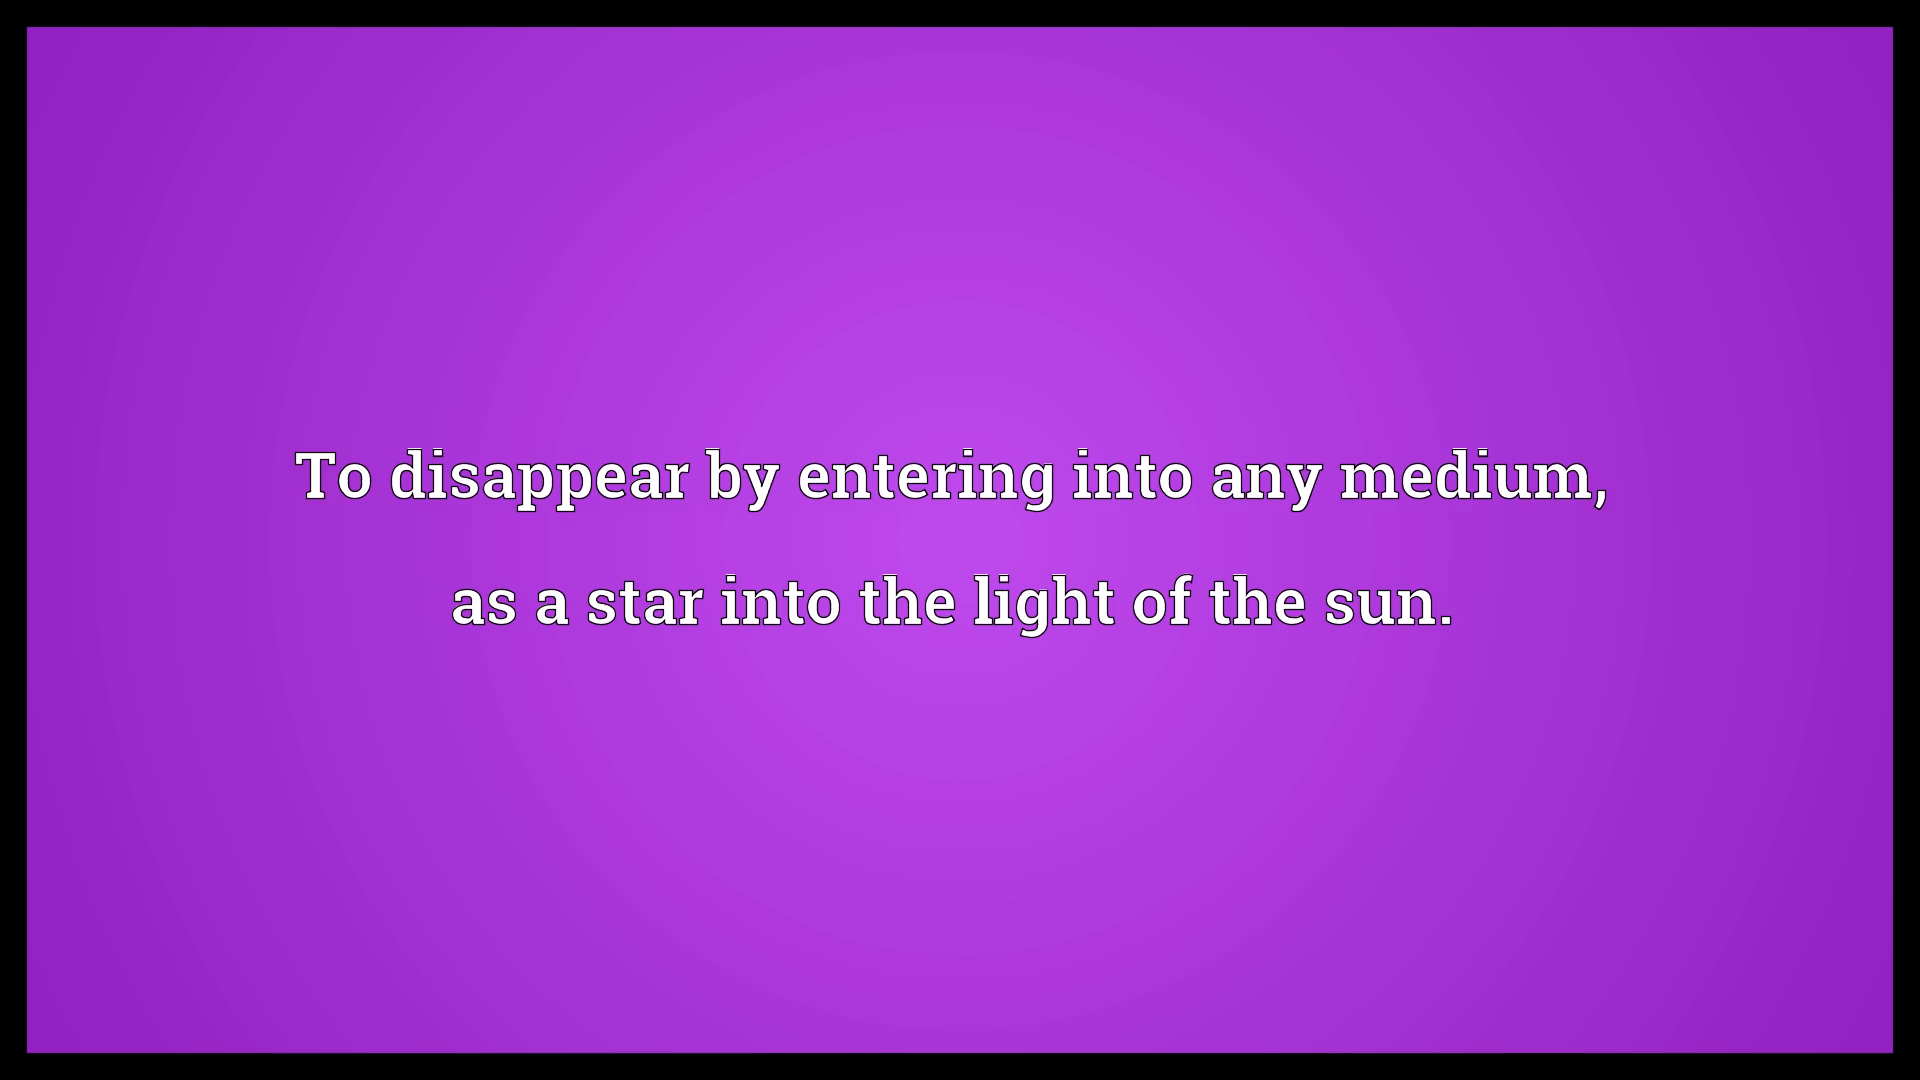 To disappear by entering into any medium,
as a star into the light of the sun.